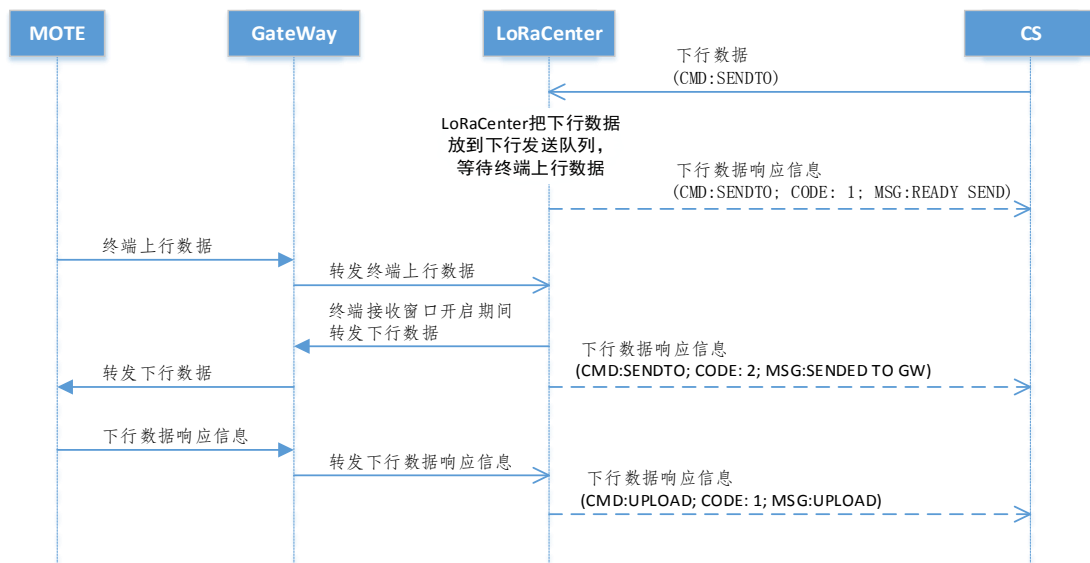 MOTE
GateWay
LoRaCenter
CS
下行数据
(CMD:SENDTO)
LoRaCenter把下行数据
放到下行发送队列，
等待终端上行数据
下行数据响应信息
(CMD:SENDTO; CODE: 1; MSG:READY SEND)
终端上行数据
转发终端上行数据
终端接收窗口开启期间
转发下行数据
下行数据响应信息
(CMD:SENDTO; CODE: 2; MSG:SENDED TO GW)
转发下行数据
下行数据响应信息
转发下行数据响应信息
下行数据响应信息
(CMD:UPLOAD; CODE: 1; MSG:UPLOAD)